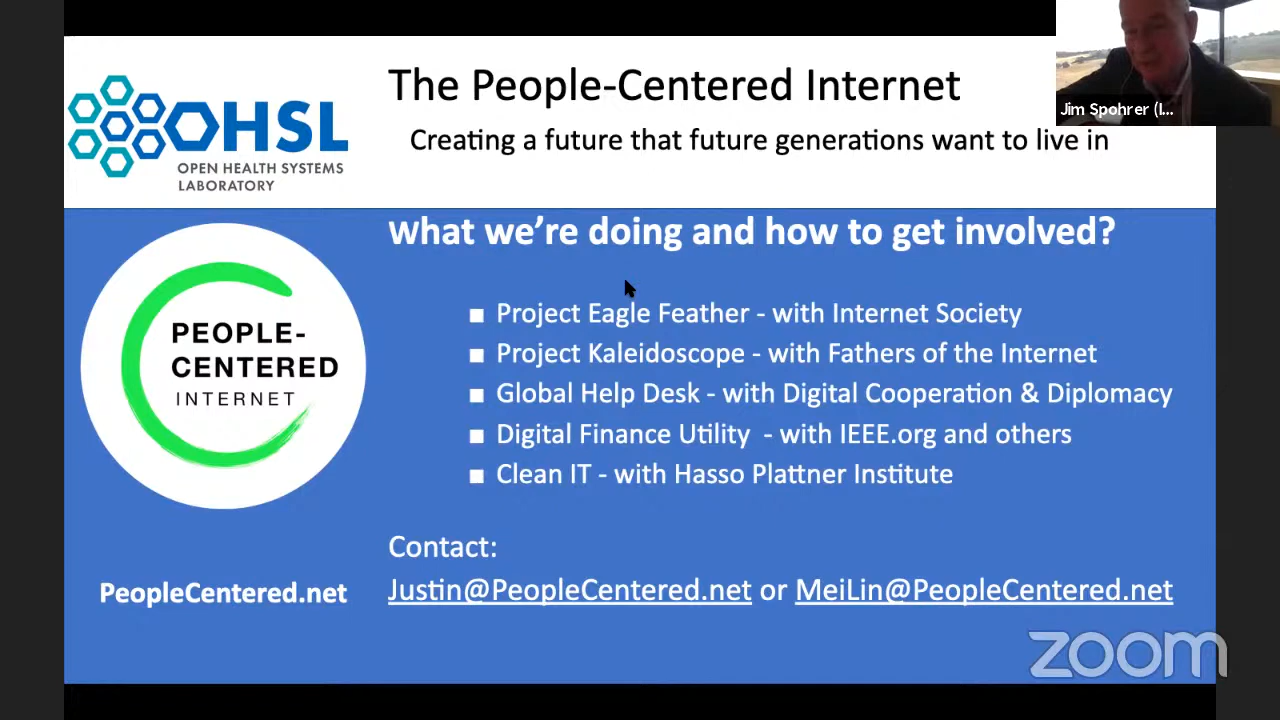 The People-Centered Internet
Jim Spohrer (I...
Creating a future that future generations want to live in
OHSL
OPEN HEALTH SYSTEMS
LABORATORY
What we’re doing and how to get involved?
■ Project Eagle Feather - with Internet Society
■ Project Kaleidoscope - with Fathers of the Internet
■ Global Help Desk - with Digital Cooperation & Diplomacy
■ Digital Finance Utility - with IEEE.org and others
■ Clean IT - with Hasso Plattner Institute
PEOPLE-
CENTERED
INTERNET
Contact:
Justin@PeopleCentered.net or MeiLin@PeopleCentered.net
PeopleCentered.net
zoom